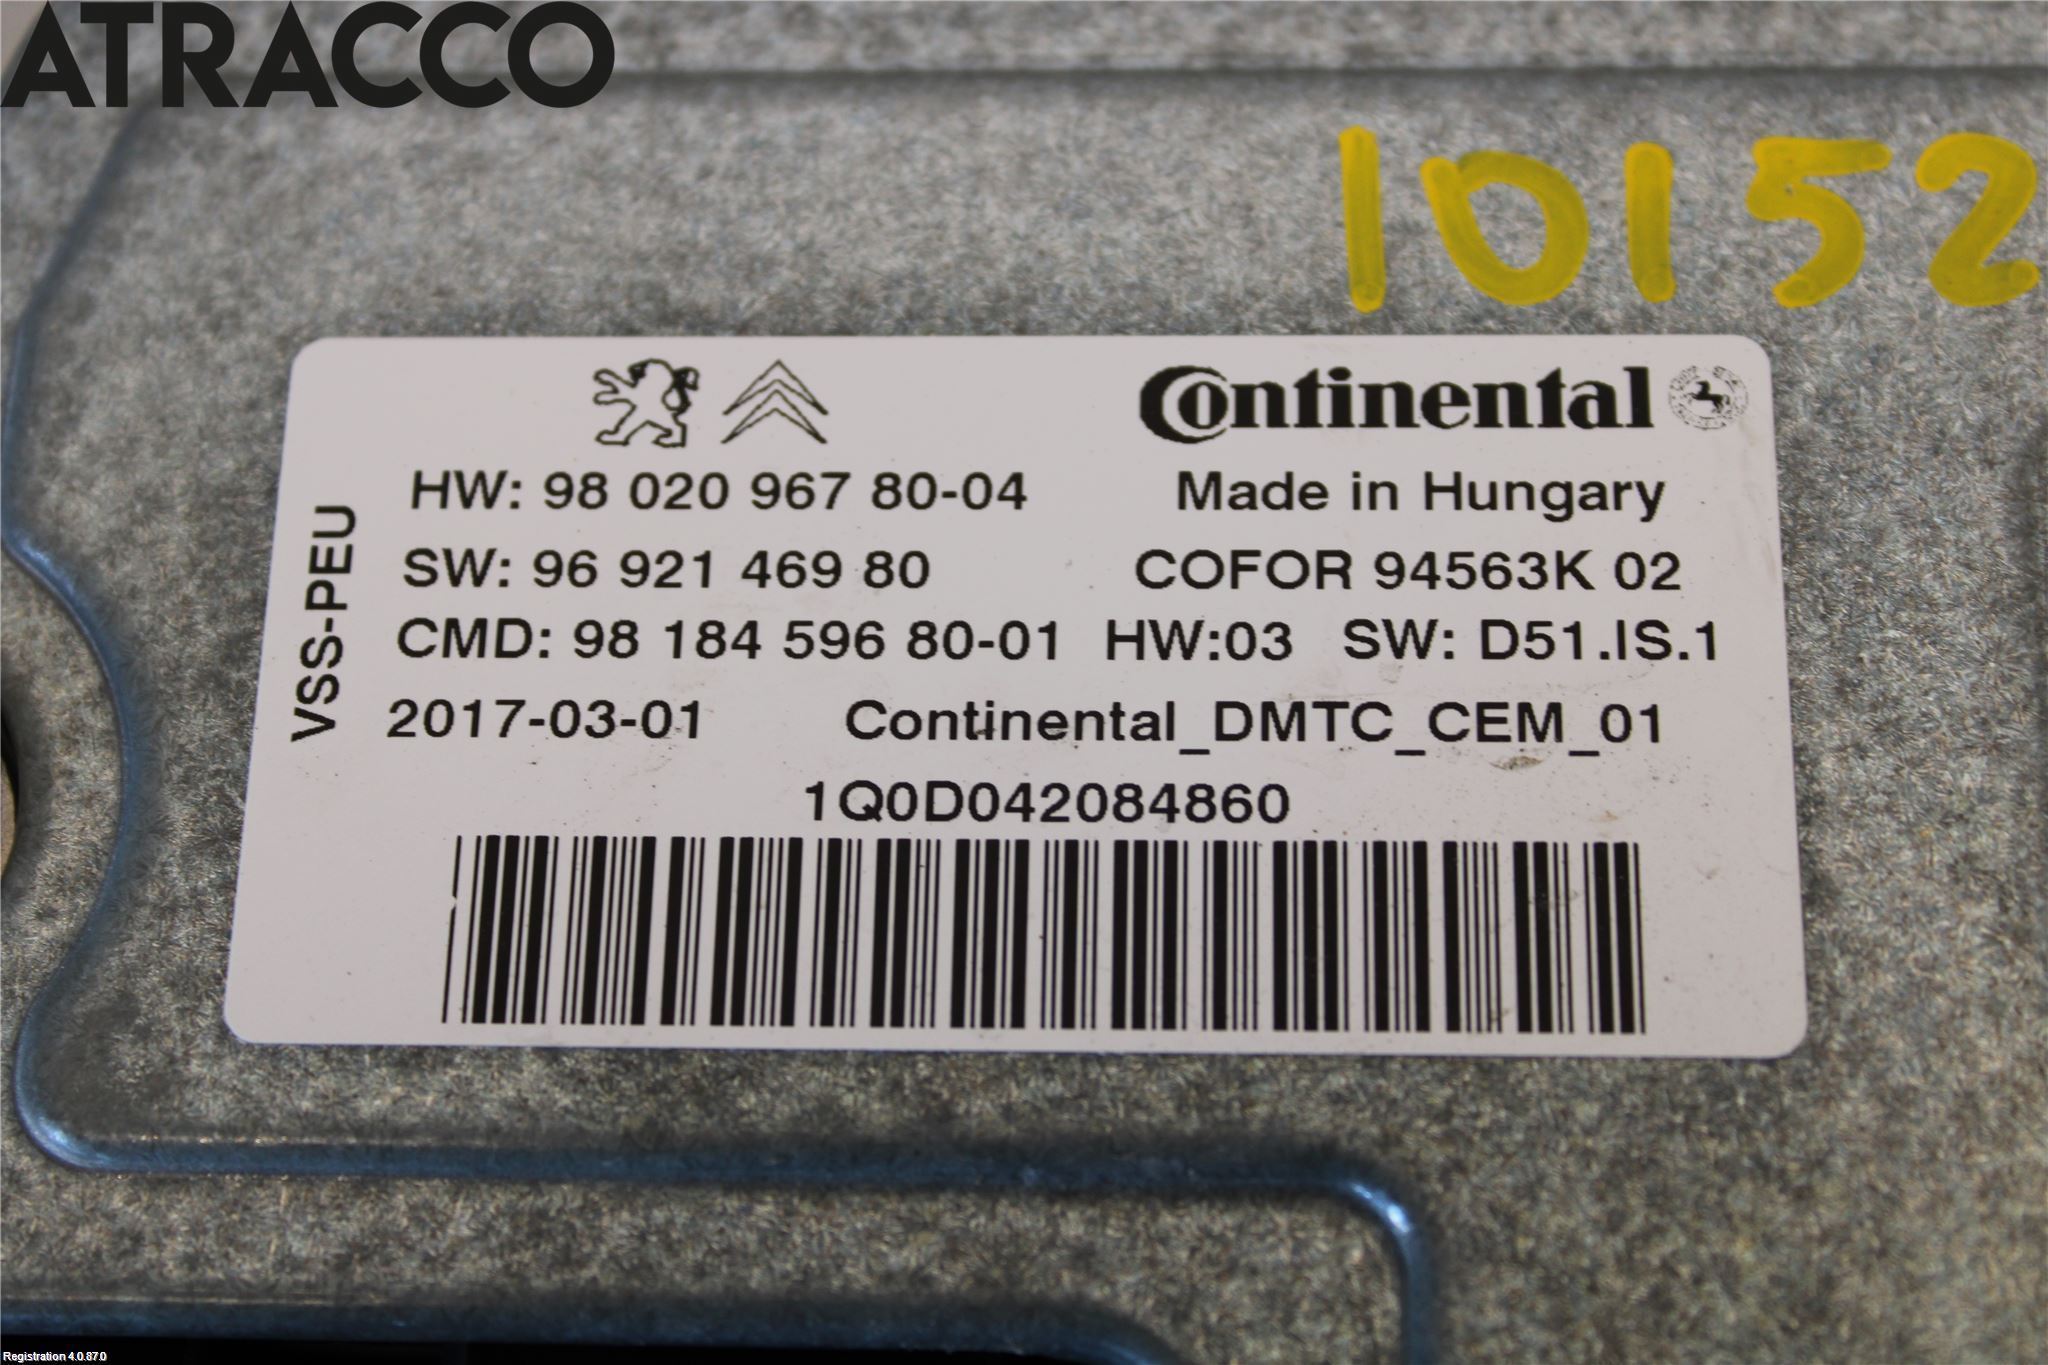 ATRACCO
10152
Continental
HW: 98 020 967 80-04
Made in Hungary
SW: 96 921 469 80
COFOR 94563K 02
CMD: 98 184 596 80-01 HW:03 SW: D51.IS.1
2017-03-01 Continental_DMTC_CEM_01
1Q0D042084860
VSS-PEU
Registration 4.0.87.0